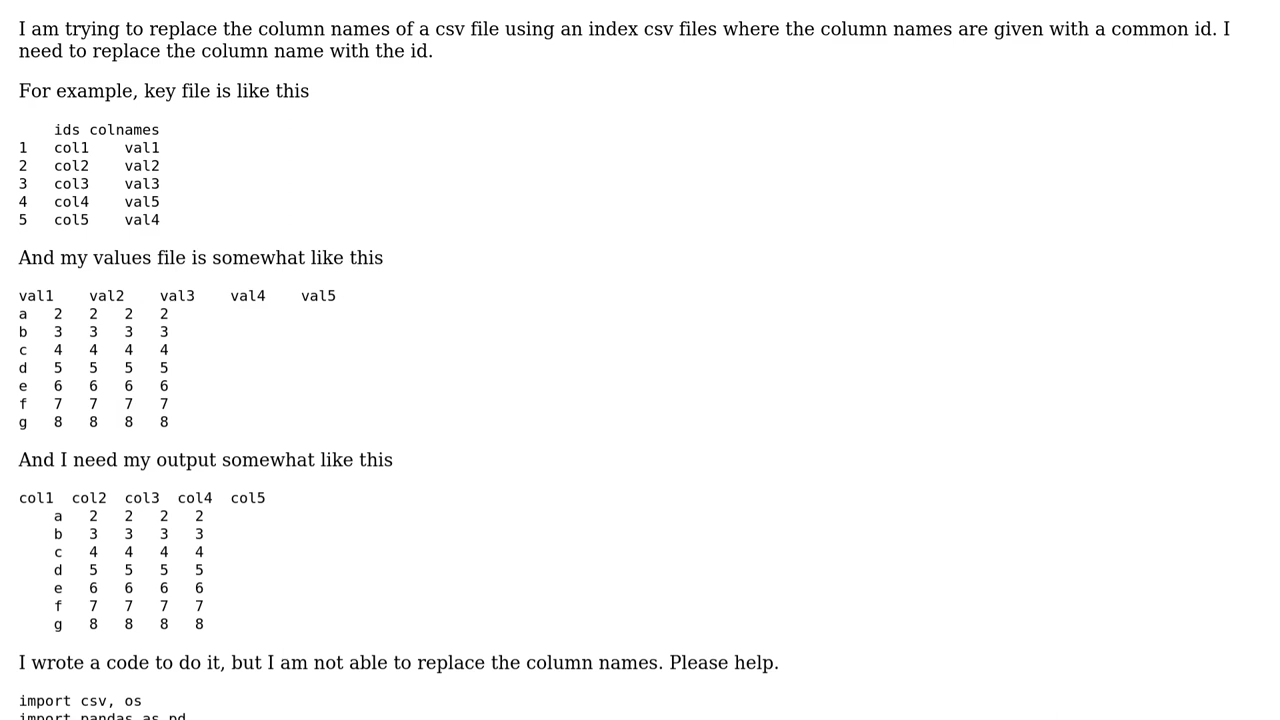 I am trying to replace the column names of a csv file using an index csv files where the column names are given with a common id. I
need to replace the column name with the id.
For example, key file is like this
    ids colnames
1   col1    val1
2   col2    val2
3   col3    val3
4   col4    val5
5   col5    val4
And my values file is somewhat like this
val1    val2    val3    val4    val5
a   2   2   2   2
b   3   3   3   3
c   4   4   4   4
d   5   5   5   5
e   6   6   6   6
f   7   7   7   7
g   8   8   8   8
And I need my output somewhat like this
col1  col2  col3  col4  col5
    a   2   2   2   2
    b   3   3   3   3
    c   4   4   4   4
    d   5   5   5   5
    e   6   6   6   6
    f   7   7   7   7
    g   8   8   8   8
I wrote a code to do it, but I am not able to replace the column names. Please help.
import csv, os
import pandas as pd